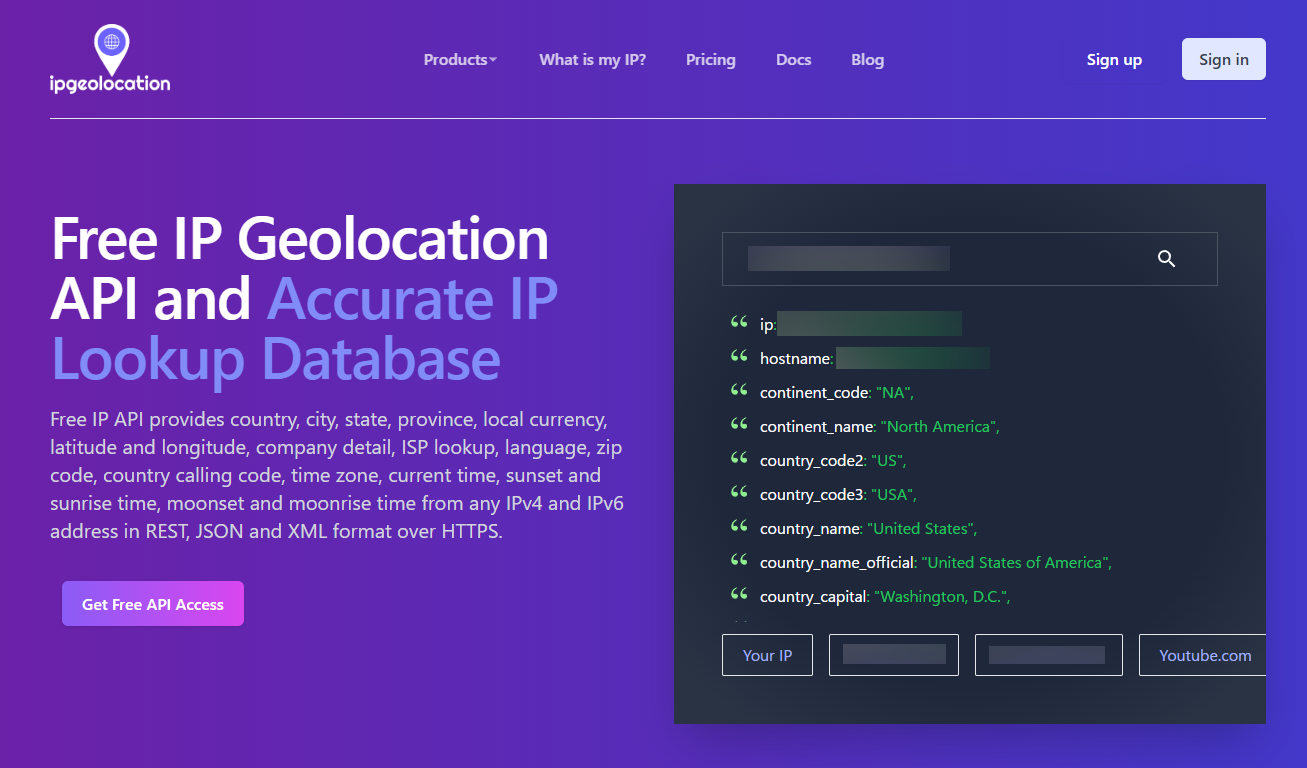 ipgeolocation
Products
What is my IP?
Pricing
Docs
Blog
Sign up
Sign in
Free IP Geolocation
API and Accurate IP
Lookup Database
Free IP API provides country, city, state, province, local currency,
latitude and longitude, company detail, ISP lookup, language, zip
code, country calling code, time zone, current time, sunset and
sunrise time, moonset and moonrise time from any IPv4 and IPv6
address in REST, JSON and XML format over HTTPS.
Get Free API Access
“ ip:
“ hostname:
“ continent_code: "NA",
“ continent_name: "North America",
“ country_code2: "US",
“ country_code3: "USA",
“ country_name: "United States",
“ country_name_official: "United States of America",
“ country_capital: "Washington, D.C.",
Your IP
Youtube.com